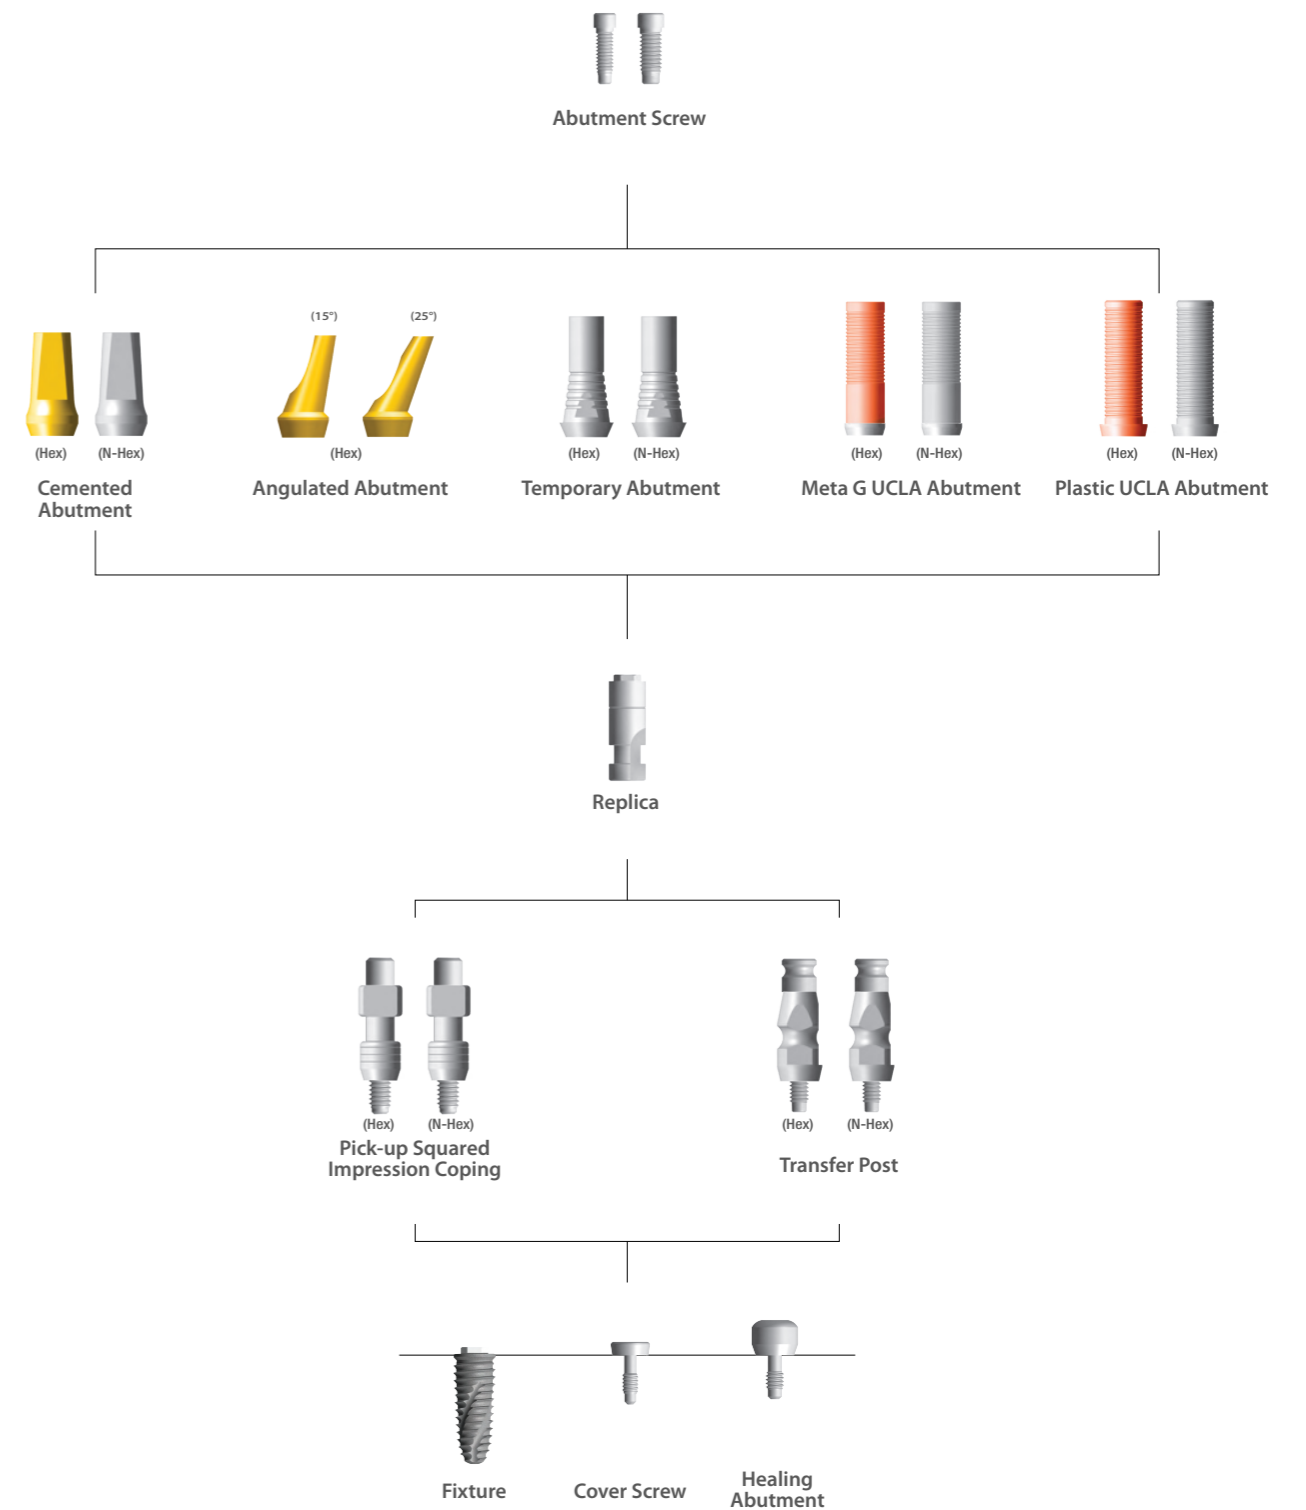 Abutment Screw
(15°) (25°)
(Hex) (N-Hex) (Hex) (Hex) (N-Hex) (Hex) (N-Hex) (Hex) (N-Hex)
Cemented
Abutment
Angulated Abutment
Temporary Abutment
Meta G UCLA Abutment
Plastic UCLA Abutment
Replica
(Hex) (N-Hex)
Pick-up Squared
Impression Coping
(Hex) (N-Hex)
Transfer Post
Fixture
Cover Screw
Healing
Abutment